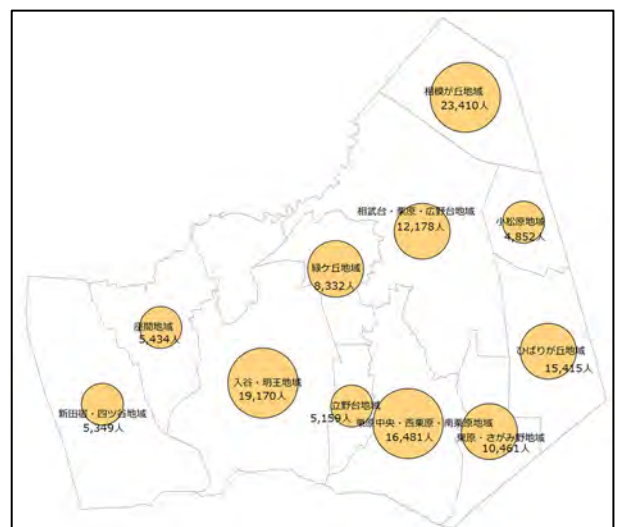 相模が丘地域
23,410人
相武台・栗原・広野台地域
12,178人
小松原地域
4,852人
緑ケ丘地域
8,332人
座間地域
5,434人
ひばりが丘地域
15,415人
入谷・明王地域
19,170人
新田宿・四ツ谷地域
5,349人
立野台地域
5,159人
栗原中央・西栗原・南栗原地域
16,481人
東原・さがみ野地域
10,461人